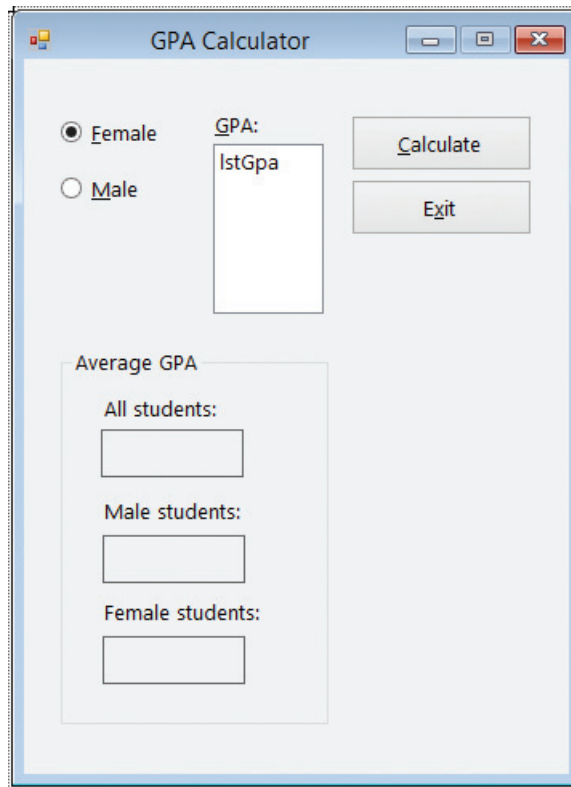 GPA Calculator
Female
GPA:
Calculate
lstGpa
Male
Exit
Average GPA
All students:
Male students:
Female students: